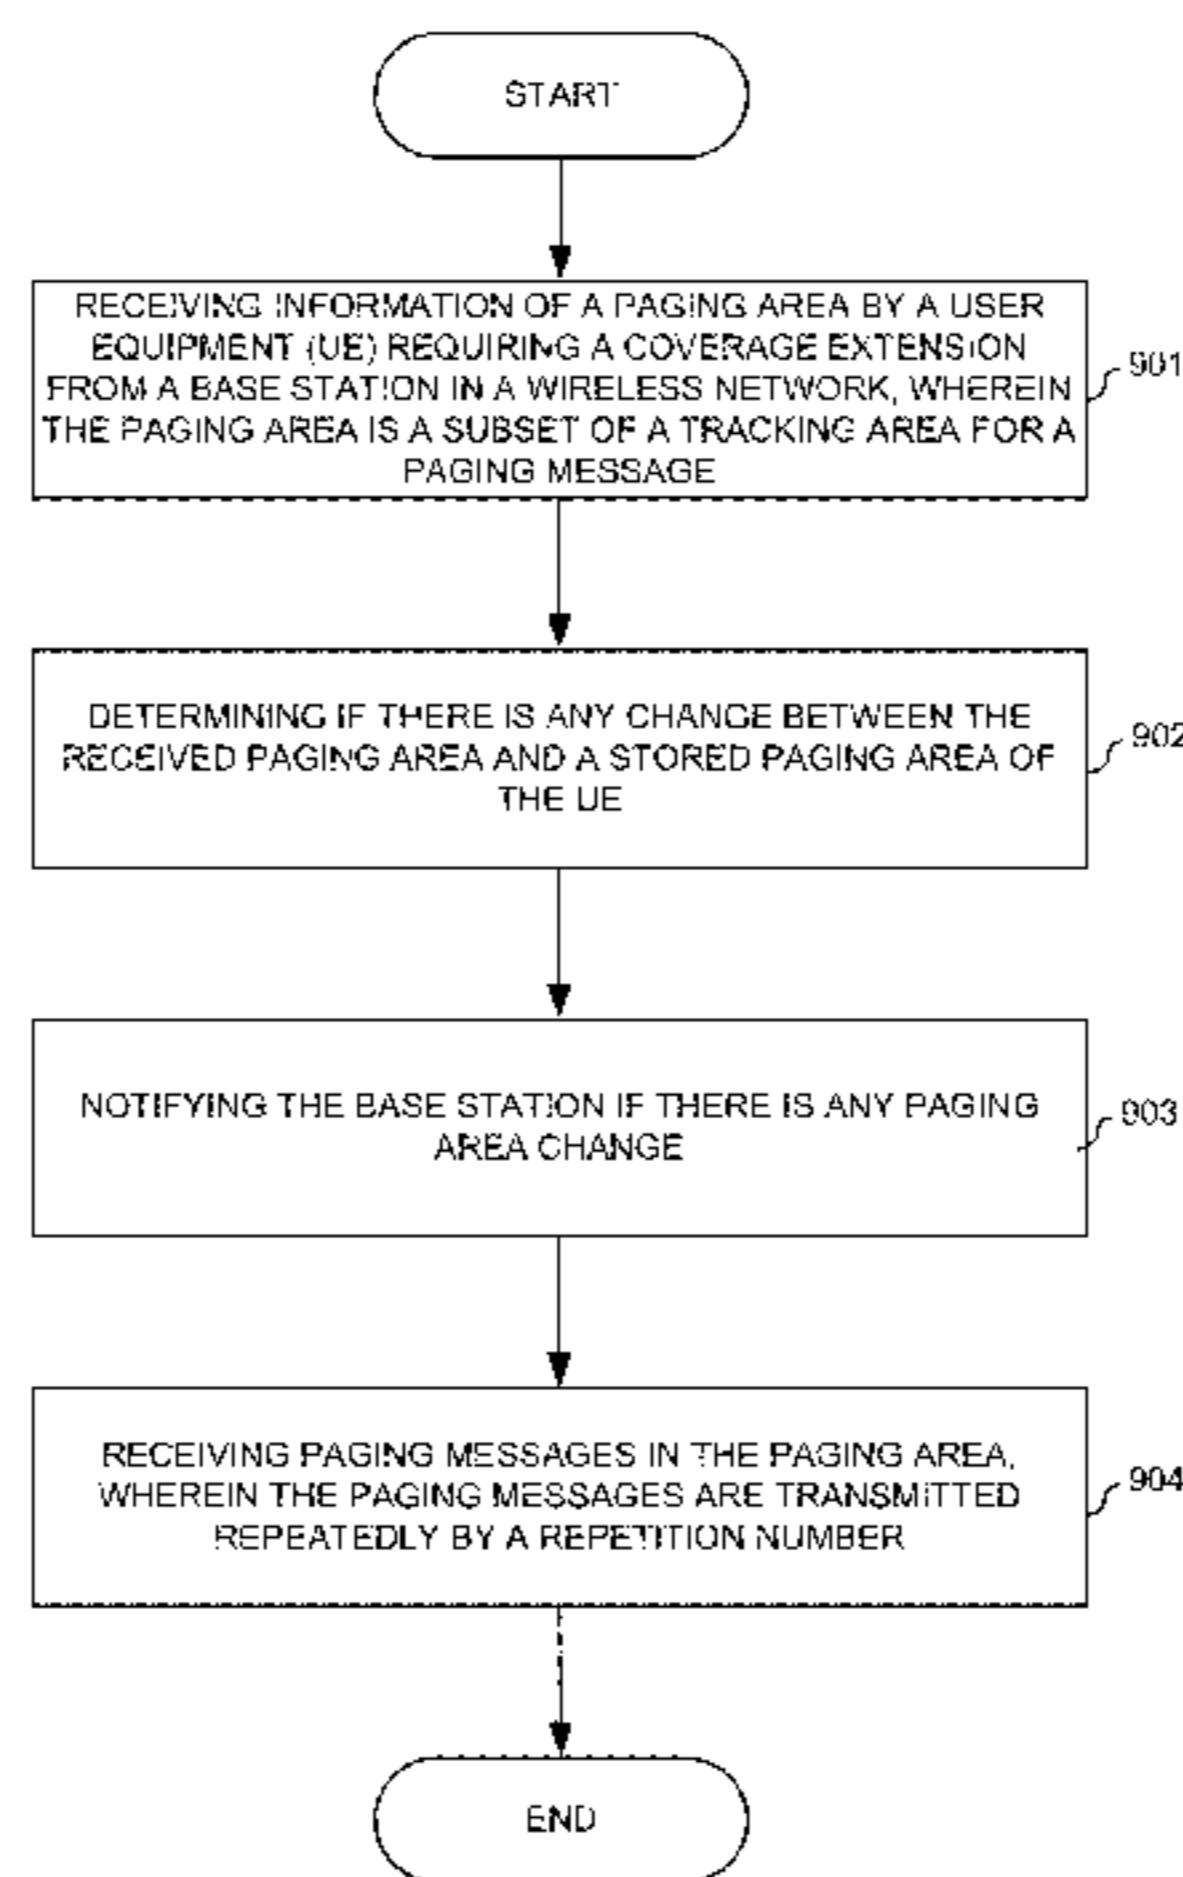 START
RECEIVING INFORMATION OF A PAGING AREA BY A USER
EQUIPMENT (UE) REQUIRING A COVERAGE EXTENSION
FROM A BASE STATION IN A WIRELESS NETWORK, WHEREIN
THE PAGING AREA IS A SUBSET OF A TRACKING AREA FOR A
PAGING MESSAGE
901
DETERMINING IF THERE IS ANY CHANGE BETWEEN THE
RECEIVED PAGING AREA AND A STORED PAGING AREA OF
THE UE
902
NOTIFYING THE BASE STATION IF THERE IS ANY PAGING
AREA CHANGE
903
RECEIVING PAGING MESSAGES IN THE PAGING AREA,
WHEREIN THE PAGING MESSAGES ARE TRANSMITTED
REPEATEDLY BY A REPETITION NUMBER
904
END